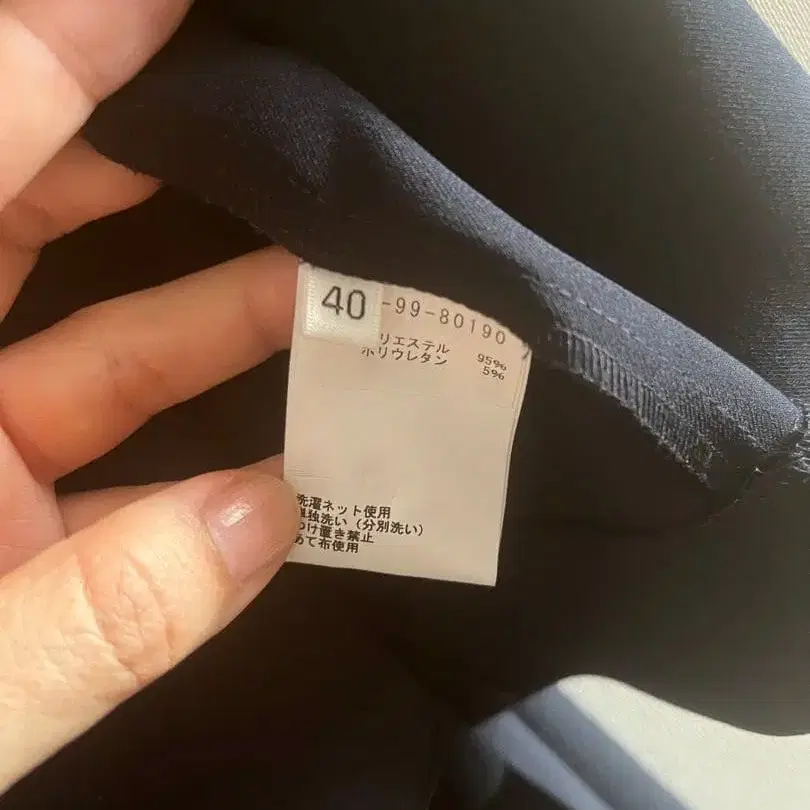 40 -99-80190
リエステル 95%
ポリウレタン 5%
洗濯ネット使用
単独洗い（分別洗い）
つけ置き禁止
あて布使用